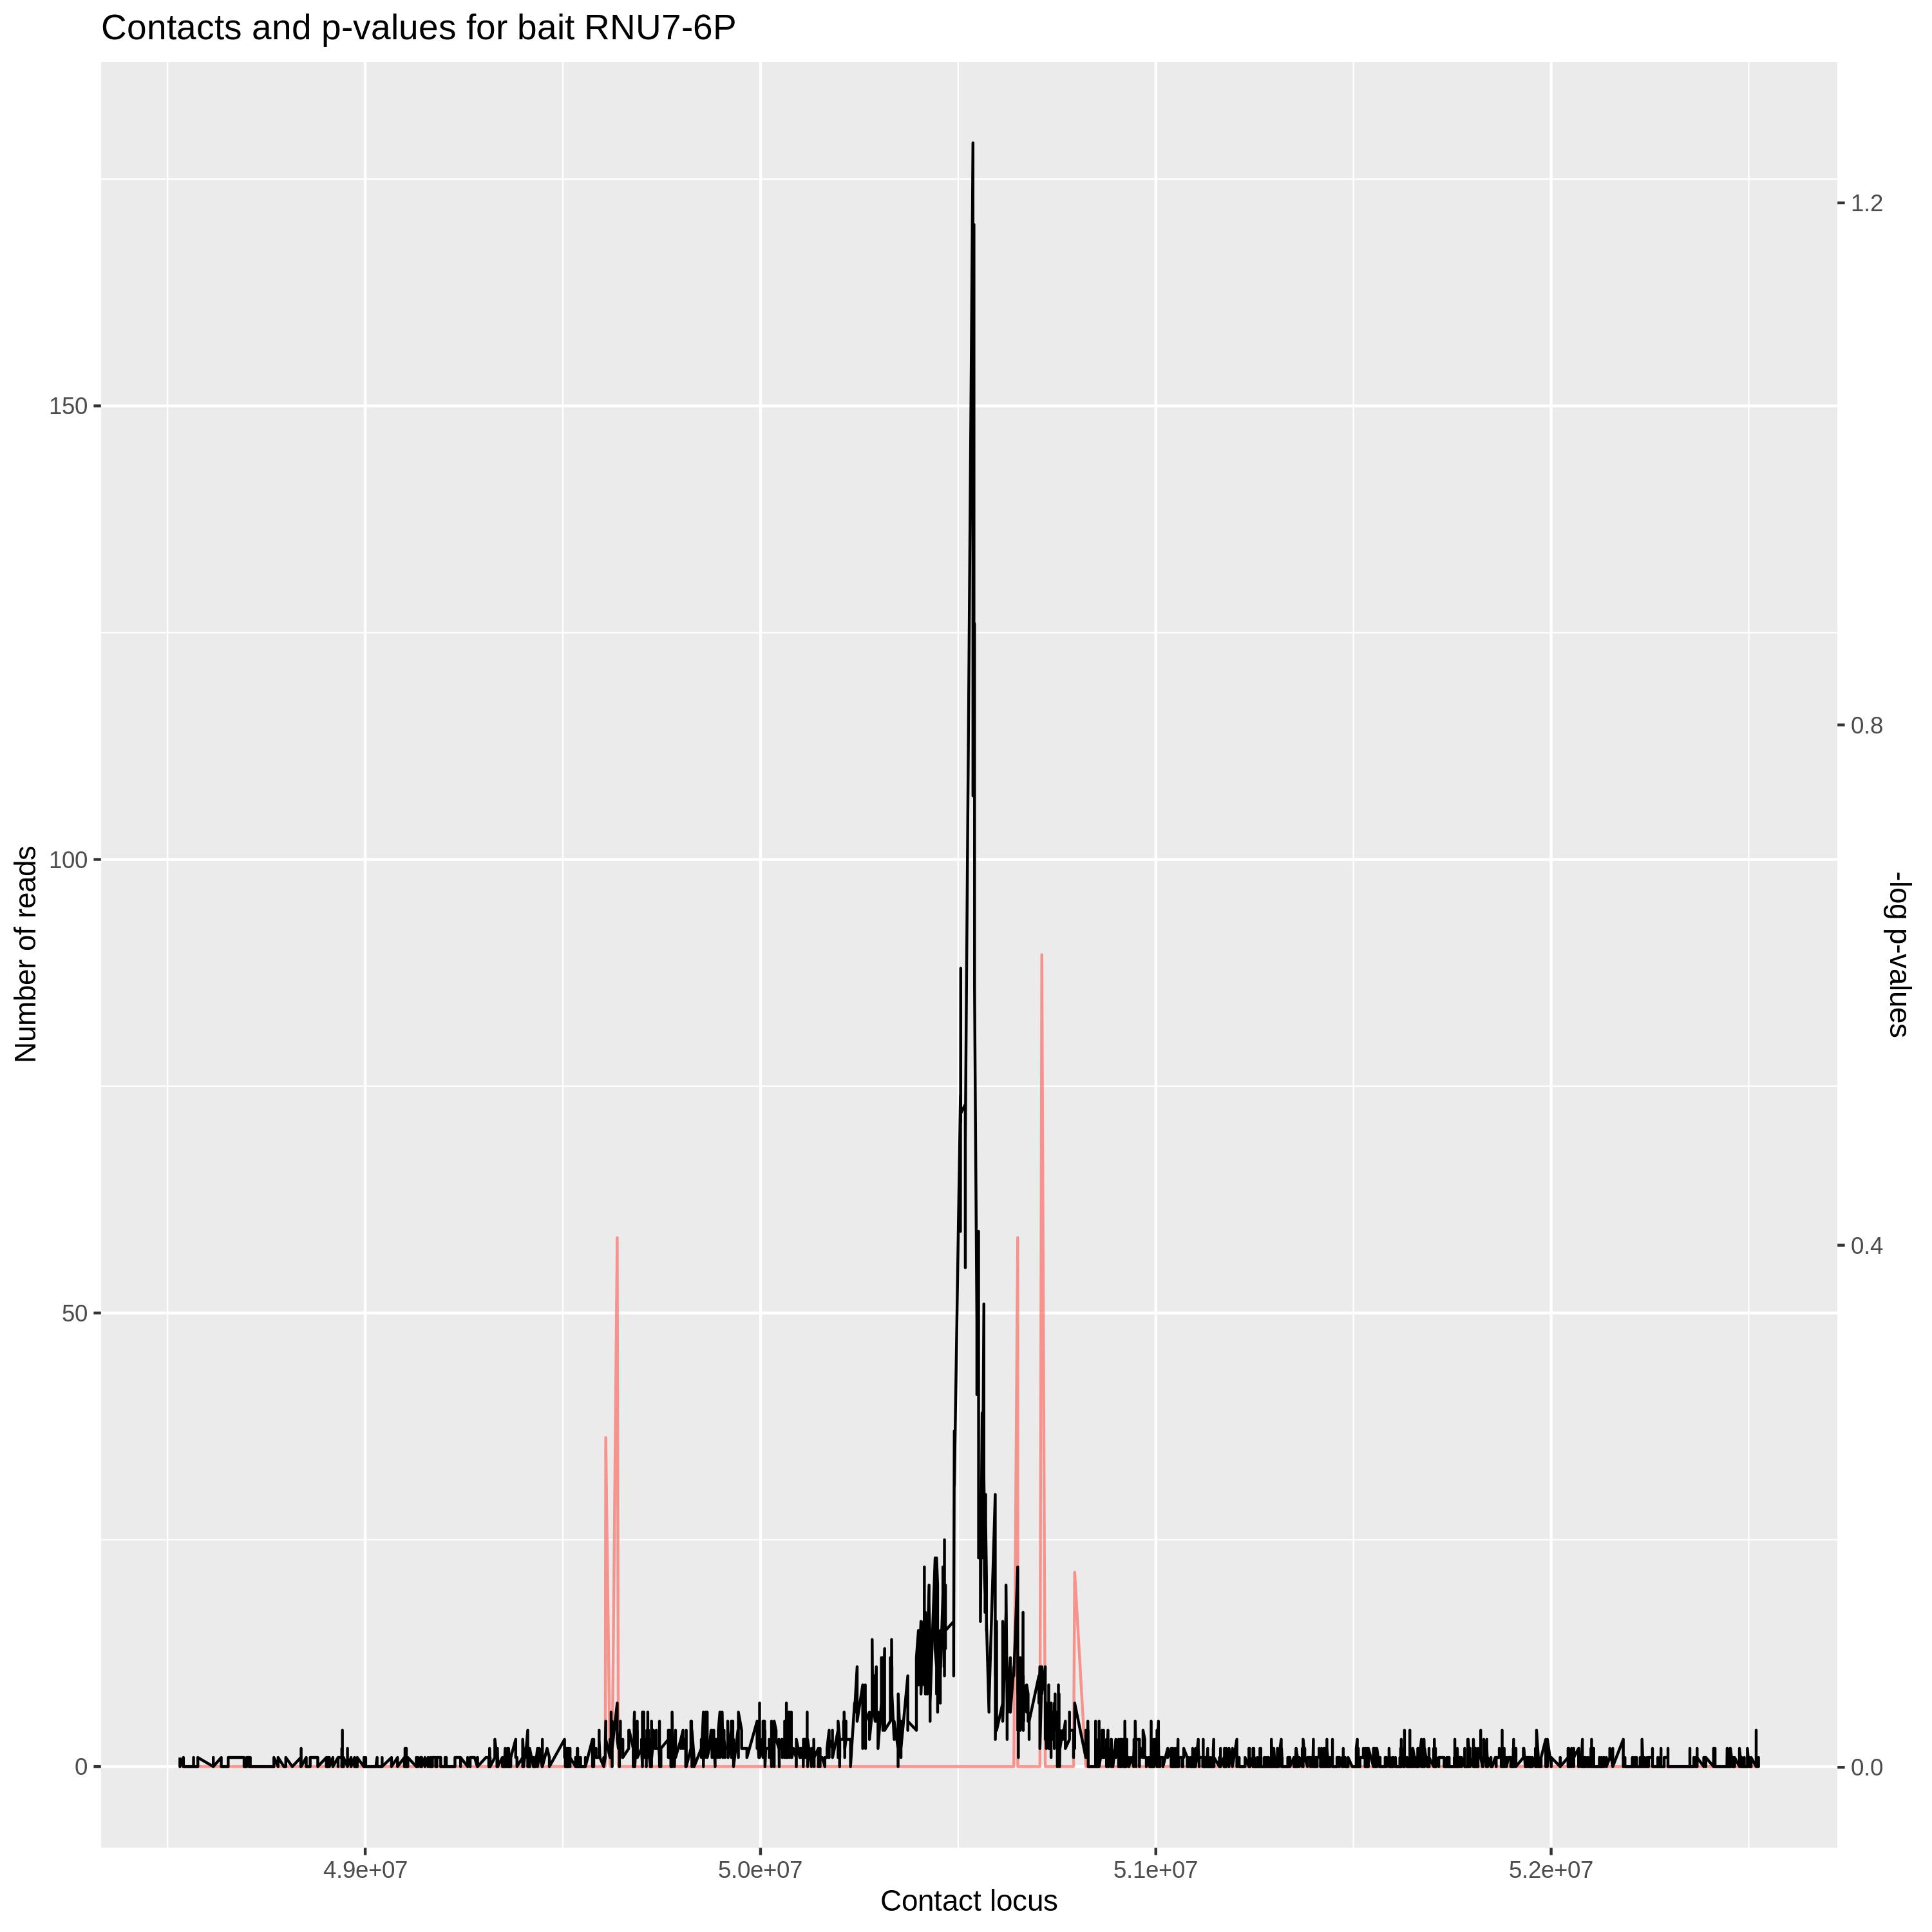 Contacts and p-values for bait RNU7-6P
Number of reads
150
100
50
0
1.2
0.8
0.4
0.0
-log p-values
4.9e+07
5.0e+07
5.1e+07
5.2e+07
Contact locus